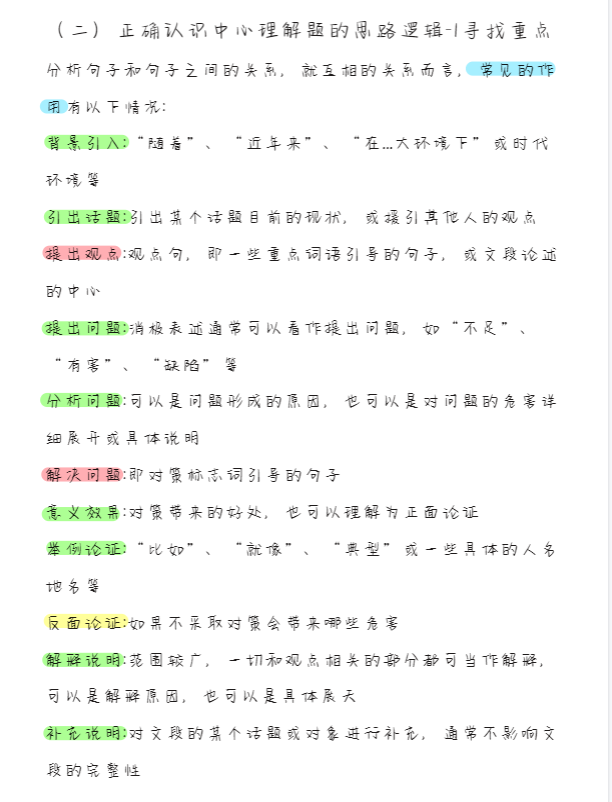 （二）正确认识中心理解题的思路逻辑-1寻找重点
分析句子和句子之间的关系，就互相的关系而言，常见的作
用有以下情况：
背景引入：“随着”、“近年来”、“在…大环境下”或时代
环境等
引出话题:引出某个话题目前的现状，或援引其他人的观点
提出观点:观点句，即一些重点词语引导的句子，或文段论述
的中心
提出问题:消极表述通常可以看作提出问题，如“不足”、
“有害”、“缺陷”等
分析问题:可以是问题形成的原因，也可以是对问题的危害详
细展开或具体说明
解决问题:即对策标志词引导的句子
意义效果:对策带来的好处，也可以理解为正面论证
举例论证:“比如”、“就像”、“典型”或一些具体的人名
地名等
反面论证:如果不采取对策会带来哪些危害
解释说明:范围较广，一切和观点相关的部分都可当作解释，
可以是解释原因，也可以是具体展天
补充说明:对文段的某个话题或对象进行补充，通常不影响文
段的完整性